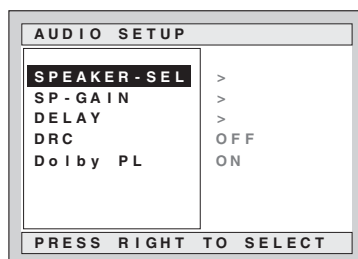 AUDIO SETUP
SPEAKER-SEL >
SP-GAIN >
DELAY >
DRC OFF
Dolby PL ON
PRESS RIGHT TO SELECT